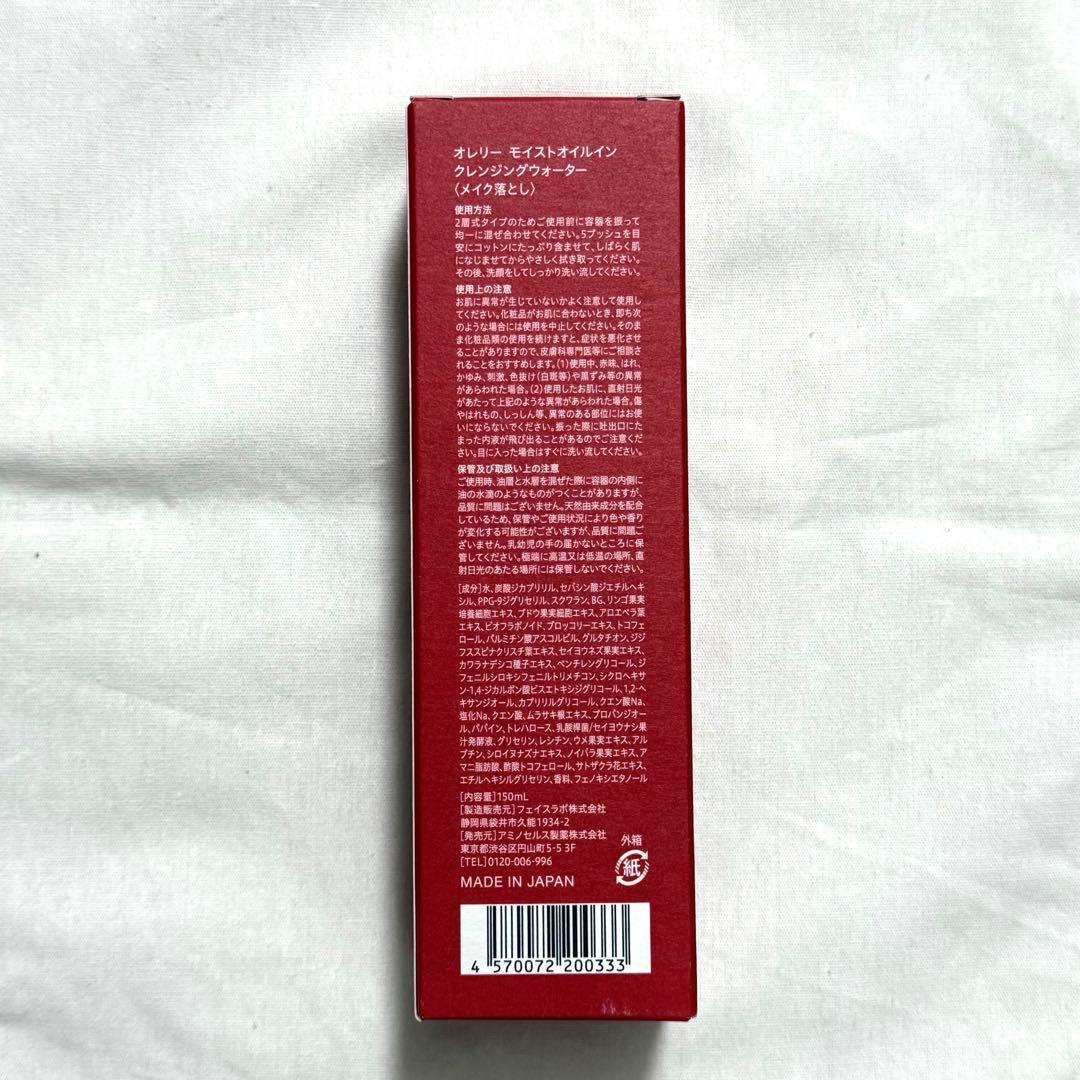 オレリー モイストオイルイン
クレンジングウォーター
〈メイク落とし〉
使用方法
2層式タイプのためご使用前に容器を振って
均一に混ぜ合わせてください。5プッシュを目
安にコットンにたっぷり含ませて、しばらく肌
になじませてからやさしく拭き取ってください。
その後、洗顔をしてしっかり洗い流してください。
使用上の注意
お肌に異常が生じていないかよく注意して使用し
てください。化粧品がお肌に合わないとき、即ち次
のような場合には使用を中止してください。そのま
ま化粧品類の使用を続けますと、症状を悪化させ
ることがありますので、皮膚科専門医等にご相談さ
れることをおすすめします。(1)使用中、赤味、はれ、
かゆみ、刺激、色抜け(白斑等)や黒ずみ等の異常
があらわれた場合。(2)使用したお肌に、直射日光
があたって上記のような異常があらわれた場合。傷
やはれもの、しっしん等、異常のある部位にはお使
いにならないでください。振った際に吐出口にた
まった内液が飛び出ることがあるのでご注意くだ
さい。目に入った場合はすぐに洗い流してください。
保管及び取扱い上の注意
ご使用時、油層と水層を混ぜた際に容器の内側に
油の水滴のようなものがつくことがありますが、
品質に問題はございません。天然由来成分を配合
しているため、保管やご使用状況により色や香り
が変化する可能性がございますが、品質に問題ご
ざいません。乳幼児の手の届かないところに保
管してください。極端に高温又は低温の場所、直
射日光のあたる場所には保管しないでください。
[成分]水、炭酸ジカプリリル、セバシン酸ジエチルヘキ
シル、PPG-9ジグリセリル、スクワラン、BG、リンゴ果実
培養細胞エキス、ブドウ果実細胞エキス、アロエベラ葉
エキス、ビオフラボノイド、ブロッコリーエキス、トコフェ
ロール、パルミチン酸アスコルビル、グルタチオン、ジジ
フススピナクリスチ葉エキス、セイヨウネズ果実エキス、
カワラナデシコ種子エキス、ペンチレングリコール、ジ
フェニルシロキシフェニルトリメチコン、シクロヘキサ
ン-1,4-ジカルボン酸ビスエトキシジグリコール、1,2-ヘ
キサンジオール、カプリリルグリコール、クエン酸Na、
塩化Na、クエン酸、ムラサキ根エキス、プロパンジオー
ル、パパイン、トレハロース、乳酸桿菌/セイヨウナシ果
汁発酵液、グリセリン、レシチン、ウメ果実エキス、アル
ブチン、シロイヌナズナエキス、ノイバラ果実エキス、ア
マニ脂肪酸、酢酸トコフェロール、サトザクラ花エキス、
エチルヘキシルグリセリン、香料、フェノキシエタノール
[内容量]150mL
[製造販売元]フェイスラボ株式会社
静岡県袋井市久能1934-2
[発売元]アミノセルス製薬株式会社
東京都渋谷区円山町5-5 3F
[TEL]0120-006-996
MADE IN JAPAN
外箱
紙
4 570072 200333